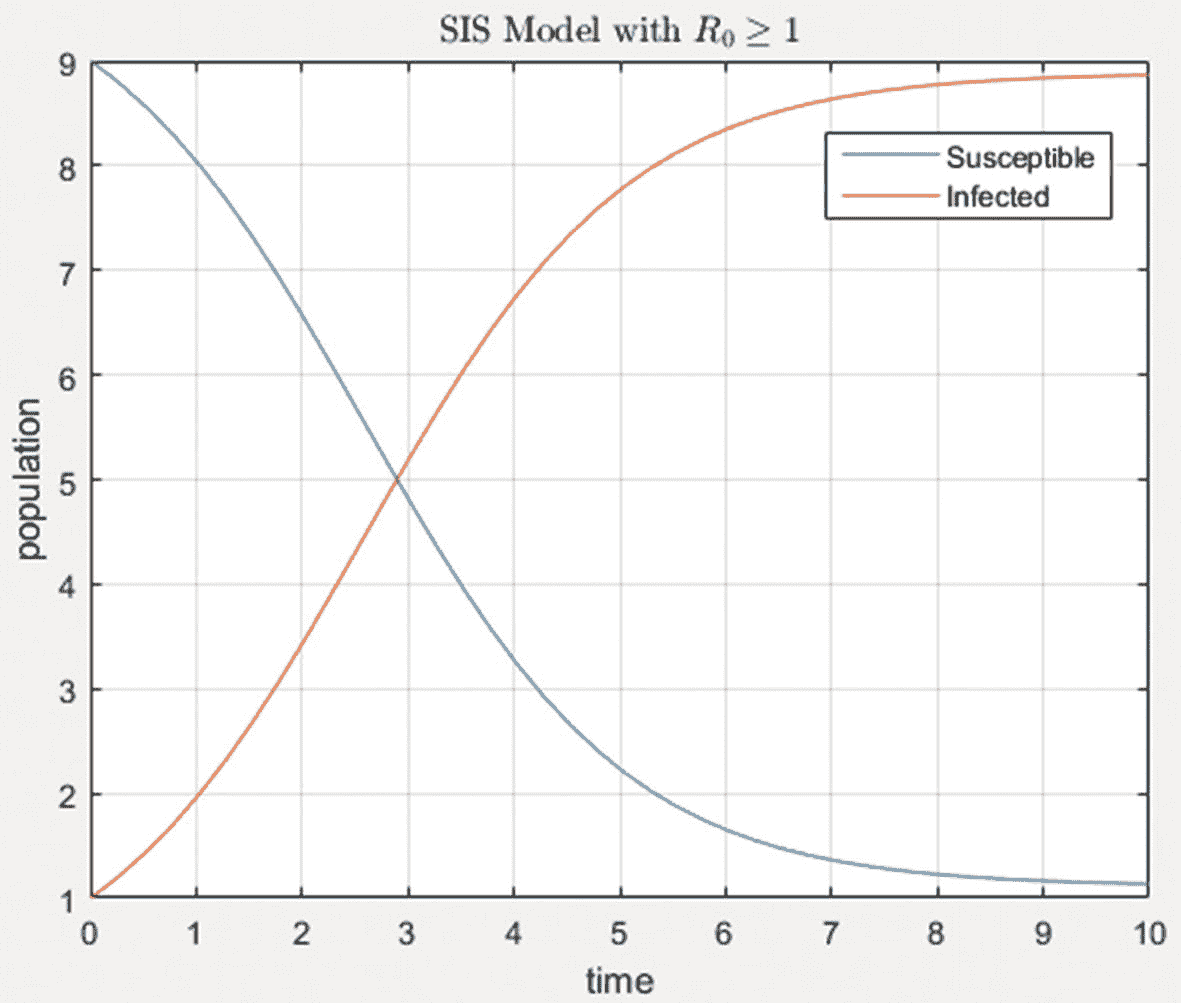 SIS Model with R₀ ≥ 1
9
8
7
6
5
4
3
2
1
population
Susceptible
Infected
0 1 2 3 4 5 6 7 8 9 10
time